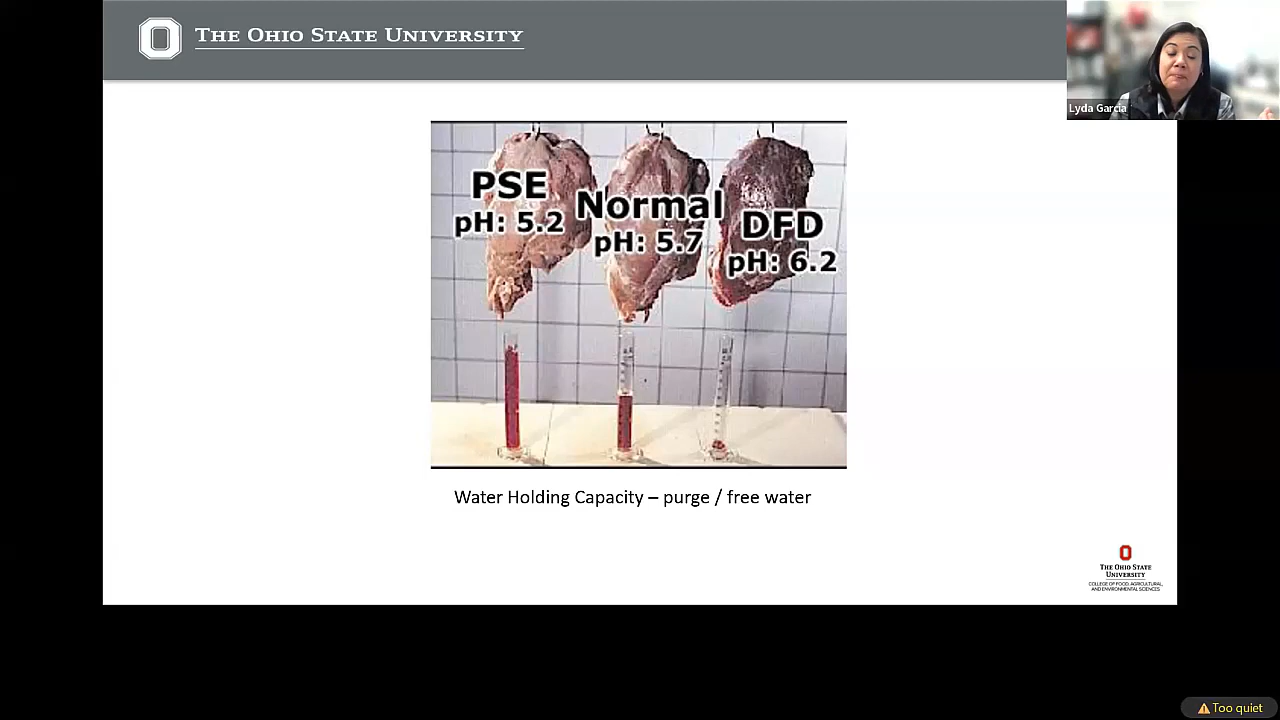 THE OHIO STATE UNIVERSITY
Lyda Garcia
PSE
pH: 5.2
Normal
pH: 5.7
DFD
pH: 6.2
Water Holding Capacity – purge / free water
THE OHIO STATE
UNIVERSITY
COLLEGE OF FOOD, AGRICULTURAL,
AND ENVIRONMENTAL SCIENCES
Too quiet